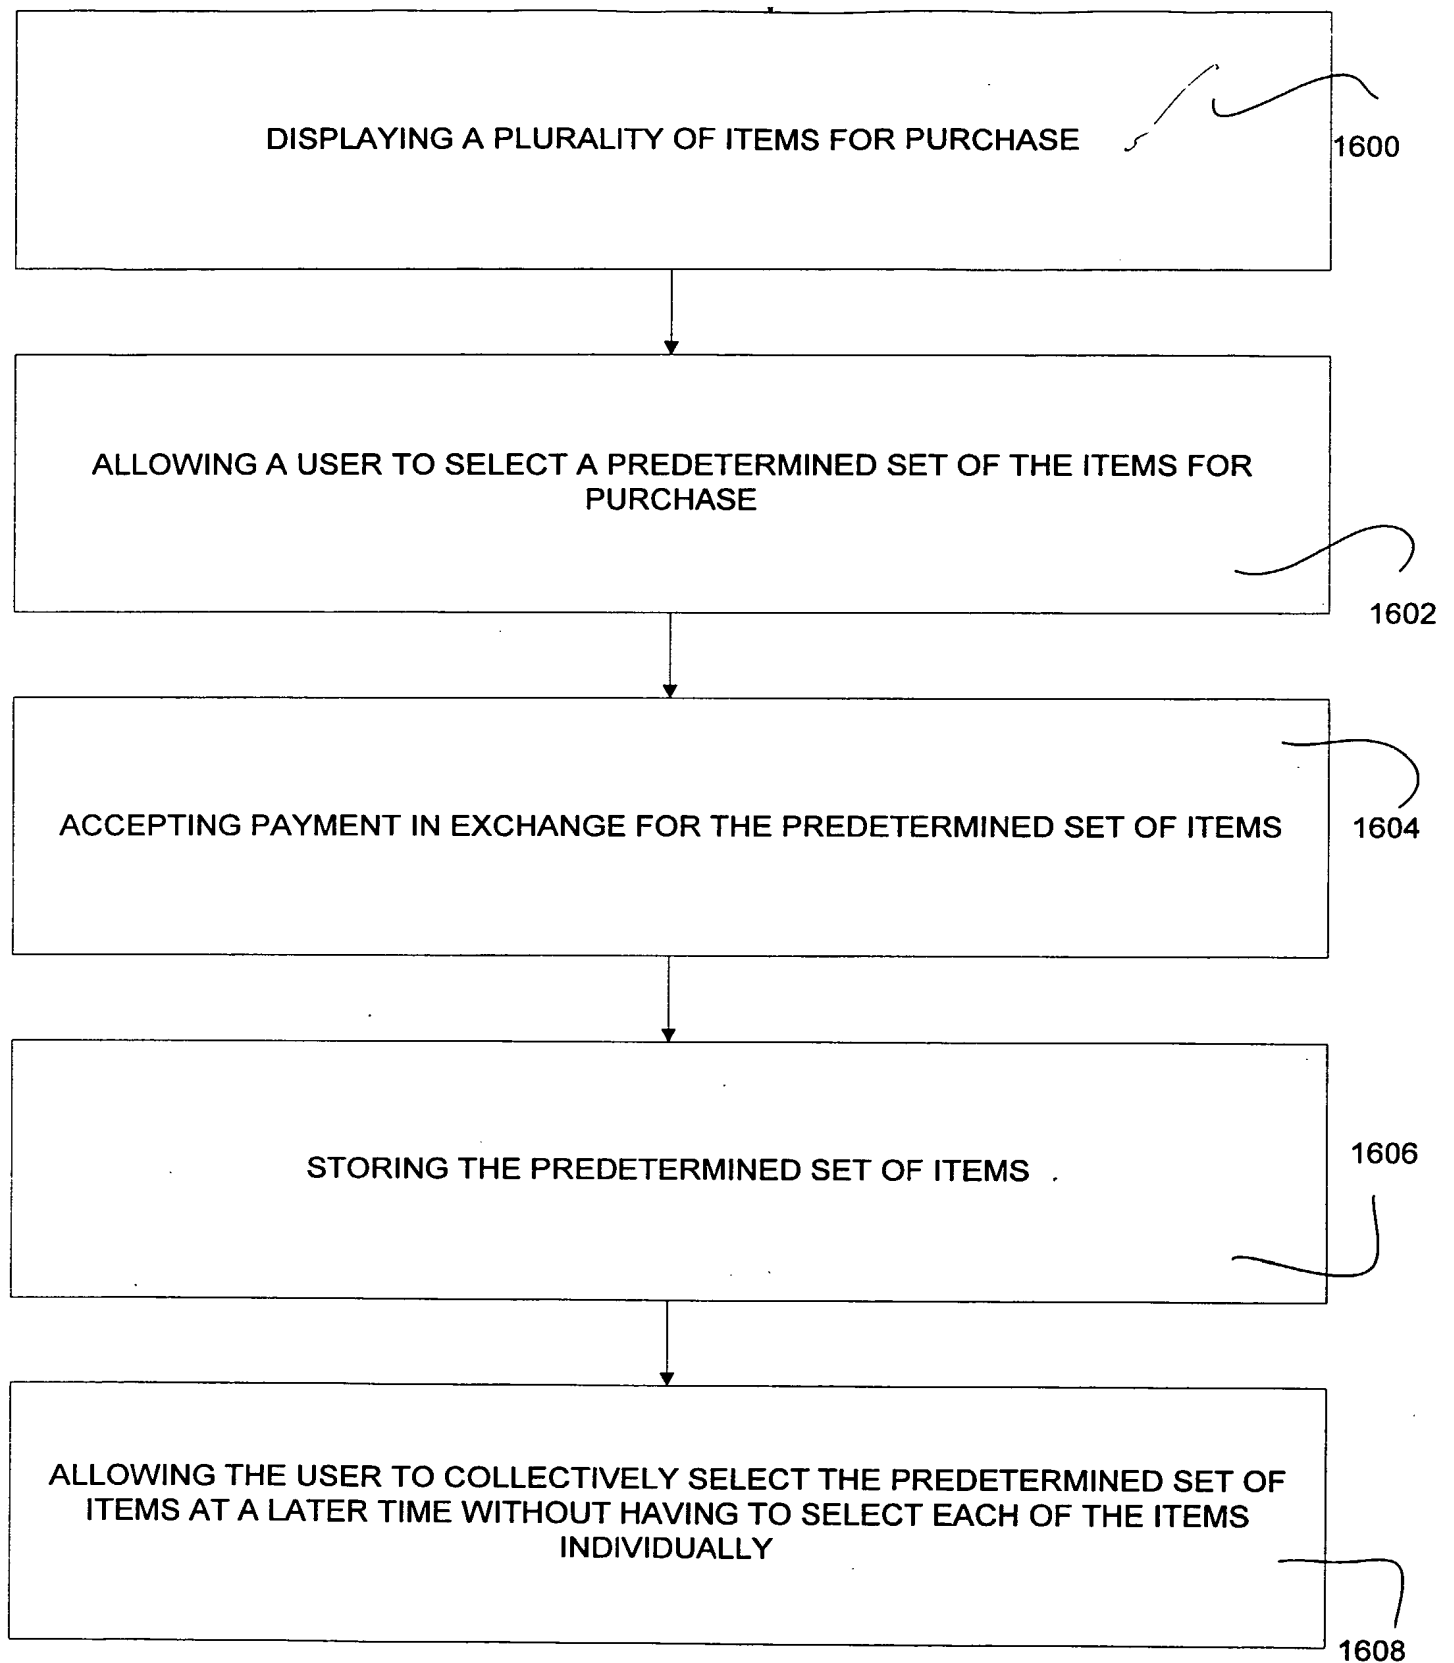 DISPLAYING A PLURALITY OF ITEMS FOR PURCHASE
1600
ALLOWING A USER TO SELECT A PREDETERMINED SET OF THE ITEMS FOR
PURCHASE
1602
ACCEPTING PAYMENT IN EXCHANGE FOR THE PREDETERMINED SET OF ITEMS
1604
STORING THE PREDETERMINED SET OF ITEMS
1606
ALLOWING THE USER TO COLLECTIVELY SELECT THE PREDETERMINED SET OF
ITEMS AT A LATER TIME WITHOUT HAVING TO SELECT EACH OF THE ITEMS
INDIVIDUALLY
1608